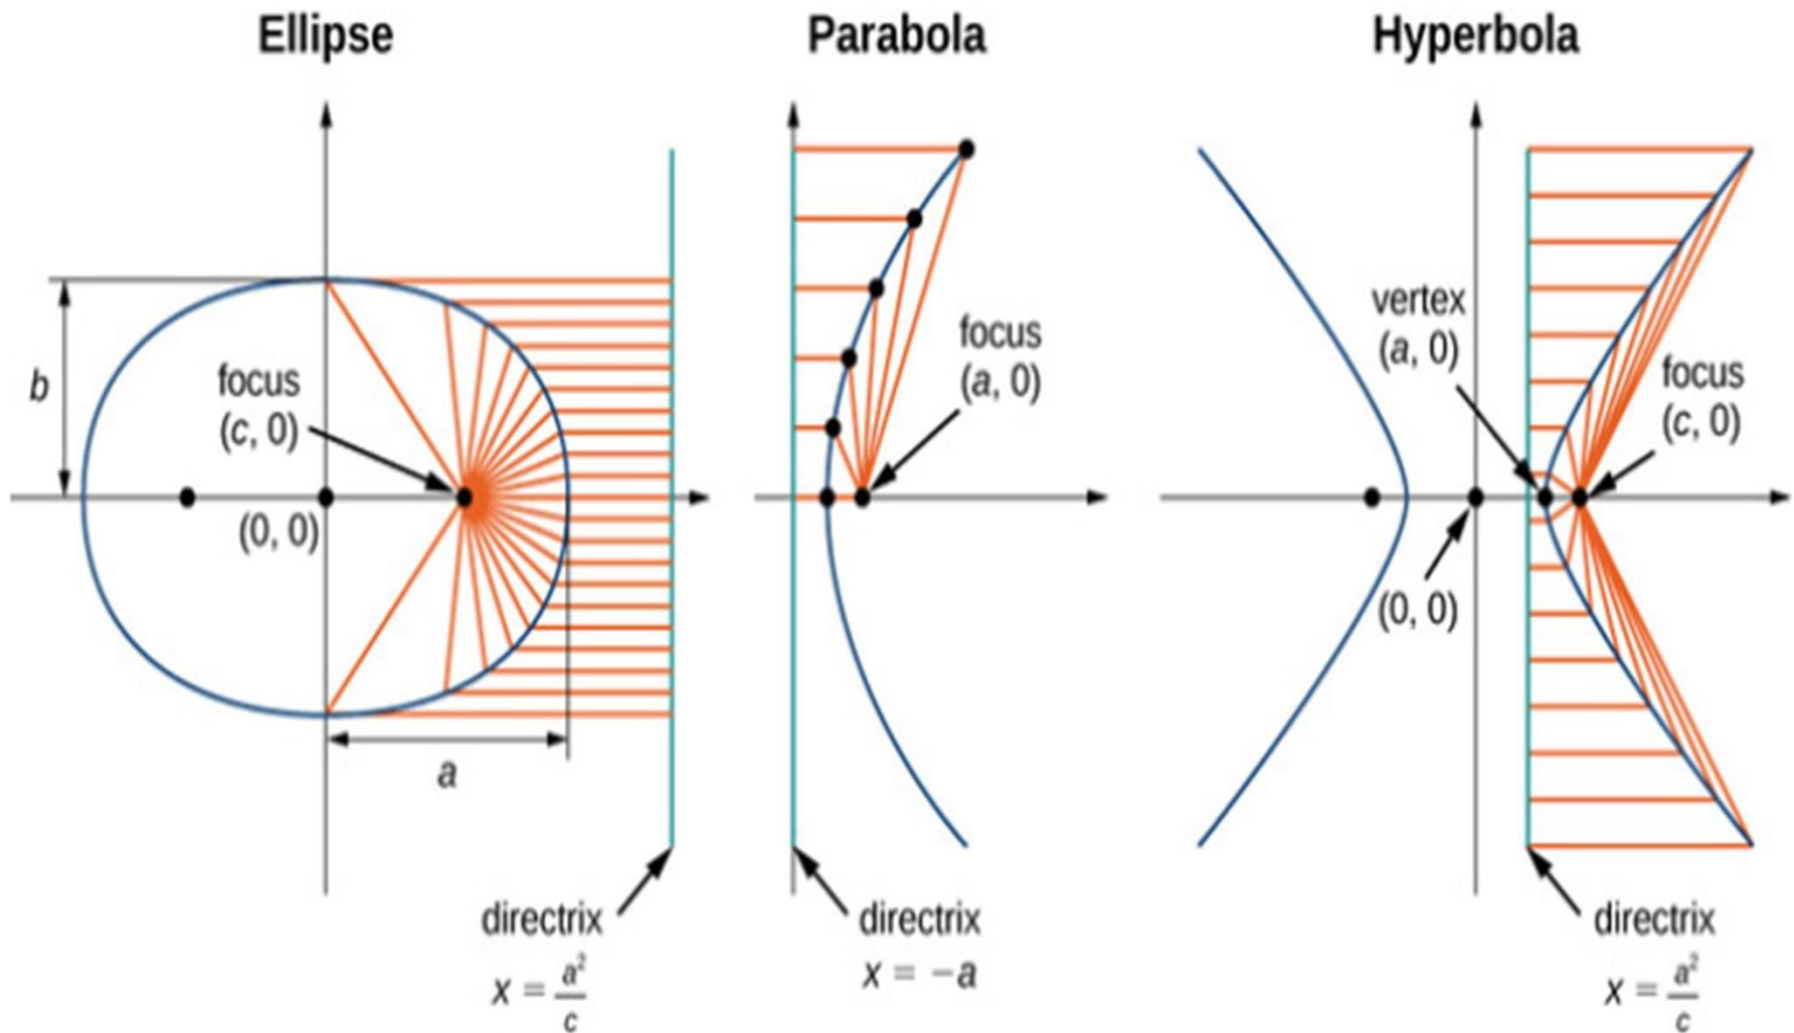 Ellipse
b
focus
(c, 0)
(0, 0)
a
directrix
x = a²/c
Parabola
focus
(a, 0)
directrix
x = −a
Hyperbola
vertex
(a, 0)
focus
(c, 0)
(0, 0)
directrix
x = a²/c